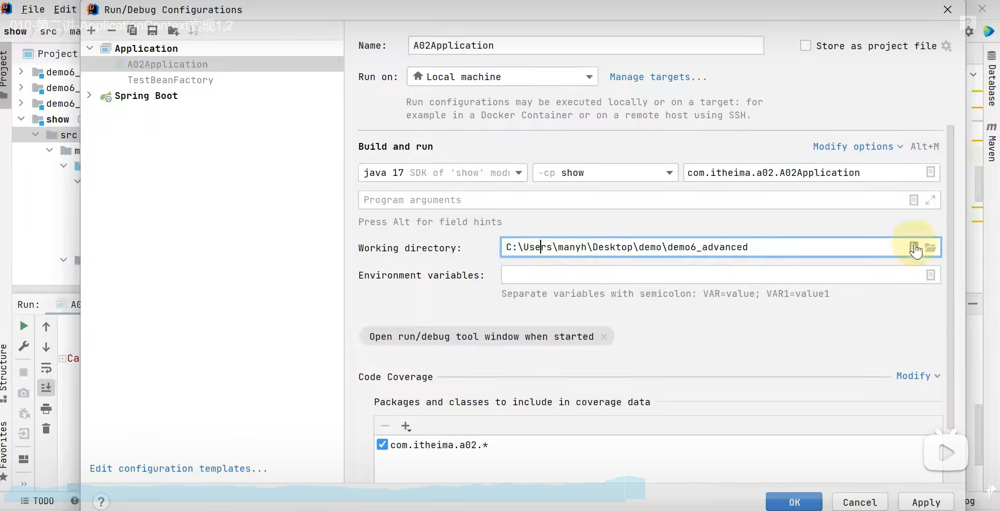 File Edit
Run/Debug Configurations
010-第二讲-ApplicationContext实现1,2
show src ma
Project
Project
demo6_
demo6_
demo6_
show
src
m
Application
A02Application
TestBeanFactory
Spring Boot
Name: A02Application
Store as project file
Run on: Local machine
Manage targets...
Run configurations may be executed locally or on a target: for
example in a Docker Container or on a remote host using SSH.
Build and run
Modify options Alt+M
java 17 SDK of 'show' modu
-cp show
com.itheima.a02.A02Application
Program arguments
Press Alt for field hints
Working directory: C:\Users\manyh\Desktop\demo\demo6_advanced
Environment variables:
Separate variables with semicolon: VAR=value; VAR1=value1
Open run/debug tool window when started
Code Coverage
Modify
Packages and classes to include in coverage data
com.itheima.a02.*
Edit configuration templates...
Run: A0
Ca
Structure
Favorites
TODO
?
OK
Cancel
Apply
og
Database
m Maven